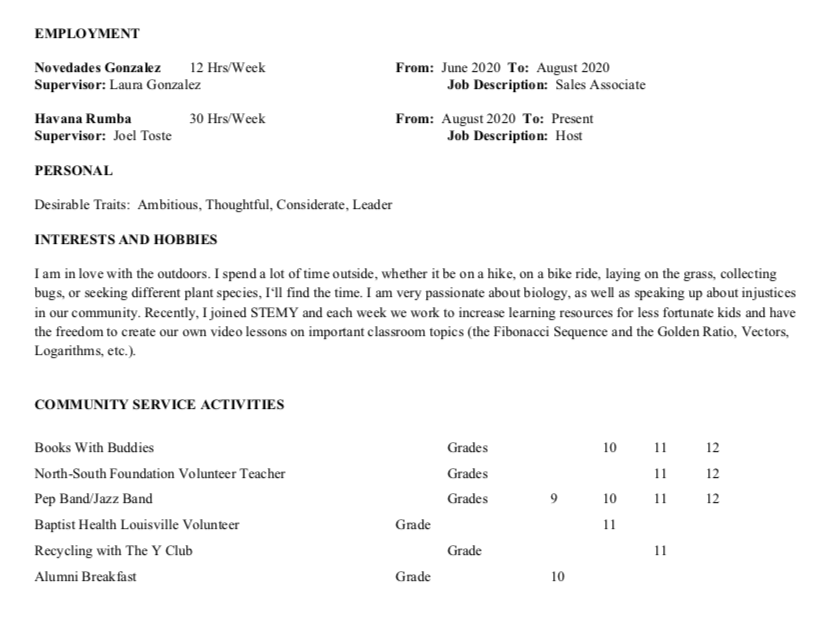 EMPLOYMENT
Novedades Gonzalez 12 Hrs/Week From: June 2020 To: August 2020
Supervisor: Laura Gonzalez Job Description: Sales Associate
Havana Rumba 30 Hrs/Week From: August 2020 To: Present
Supervisor: Joel Toste Job Description: Host
PERSONAL
Desirable Traits: Ambitious, Thoughtful, Considerate, Leader
INTERESTS AND HOBBIES
I am in love with the outdoors. I spend a lot of time outside, whether it be on a hike, on a bike ride, laying on the grass, collecting
bugs, or seeking different plant species, I'll find the time. I am very passionate about biology, as well as speaking up about injustices
in our community. Recently, I joined STEMY and each week we work to increase learning resources for less fortunate kids and have
the freedom to create our own video lessons on important classroom topics (the Fibonacci Sequence and the Golden Ratio, Vectors,
Logarithms, etc.).
COMMUNITY SERVICE ACTIVITIES
Books With Buddies Grades 10 11 12
North-South Foundation Volunteer Teacher Grades 11 12
Pep Band/Jazz Band Grades 9 10 11 12
Baptist Health Louisville Volunteer Grade 11
Recycling with The Y Club Grade 11
Alumni Breakfast Grade 10